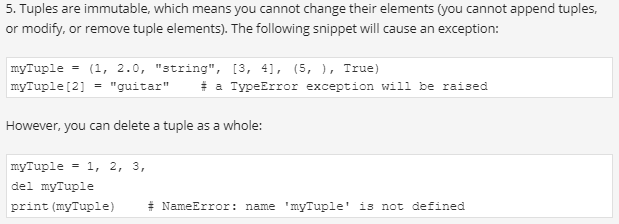 5. Tuples are immutable, which means you cannot change their elements (you cannot append tuples,
or modify, or remove tuple elements). The following snippet will cause an exception:
myTuple = (1, 2.0, "string", [3, 4], (5, ), True)
myTuple[2] = "guitar"    # a TypeError exception will be raised
However, you can delete a tuple as a whole:
myTuple = 1, 2, 3,
del myTuple
print(myTuple)    # NameError: name 'myTuple' is not defined